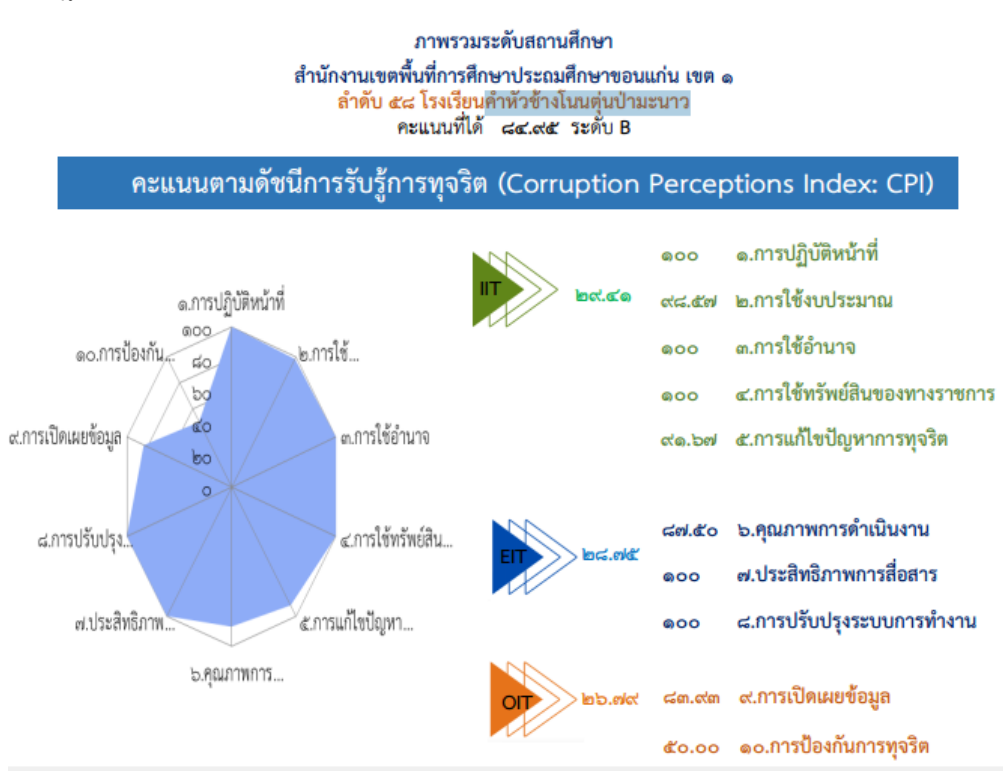 ภาพรวมระดับสถานศึกษา
สำนักงานเขตพื้นที่การศึกษาประถมศึกษาขอนแก่น เขต ๑
ลำดับ ๕๘ โรงเรียนคำหัวช้างโนนตุ่นป่ามะนาว
คะแนนที่ได้ ๘๔.๙๕ ระดับ B
คะแนนตามดัชนีการรับรู้การทุจริต (Corruption Perceptions Index: CPI)
๑.การปฏิบัติหน้าที่
๒.การใช้...
๓.การใช้อำนาจ
๔.การใช้ทรัพย์สิน...
๕.การแก้ไขปัญหา...
๖.คุณภาพการ...
๗.ประสิทธิภาพ...
๘.การปรับปรุง...
๙.การเปิดเผยข้อมูล
๑๐.การป้องกัน...
๑๐๐
๘๐
๖๐
๔๐
๒๐
๐
IIT ๒๙.๔๑
๑๐๐ ๑.การปฏิบัติหน้าที่
๙๘.๕๗ ๒.การใช้งบประมาณ
๑๐๐ ๓.การใช้อำนาจ
๑๐๐ ๔.การใช้ทรัพย์สินของทางราชการ
๙๑.๖๗ ๕.การแก้ไขปัญหาการทุจริต
EIT ๒๘.๗๕
๘๗.๕๐ ๖.คุณภาพการดำเนินงาน
๑๐๐ ๗.ประสิทธิภาพการสื่อสาร
๑๐๐ ๘.การปรับปรุงระบบการทำงาน
OIT ๒๖.๗๙
๘๓.๙๓ ๙.การเปิดเผยข้อมูล
๕๐.๐๐ ๑๐.การป้องกันการทุจริต